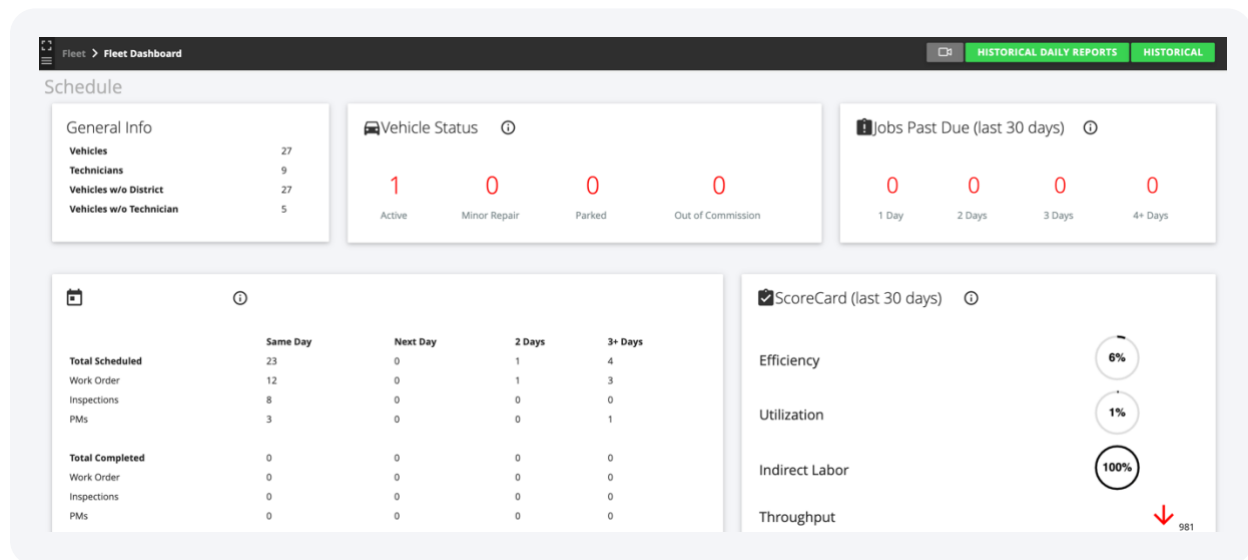 Fleet > Fleet Dashboard
HISTORICAL DAILY REPORTS
HISTORICAL
Schedule
General Info
Vehicles 27
Technicians 9
Vehicles w/o District 27
Vehicles w/o Technician 5
Vehicle Status
1 0 0 0
Active Minor Repair Parked Out of Commission
Jobs Past Due (last 30 days)
0 0 0 0
1 Day 2 Days 3 Days 4+ Days
Same Day Next Day 2 Days 3+ Days
Total Scheduled 23 0 1 4
Work Order 12 0 1 3
Inspections 8 0 0 0
PMs 3 0 0 1
Total Completed 0 0 0 0
Work Order 0 0 0 0
Inspections 0 0 0 0
PMs 0 0 0 0
ScoreCard (last 30 days)
Efficiency 6%
Utilization 1%
Indirect Labor 100%
Throughput 981